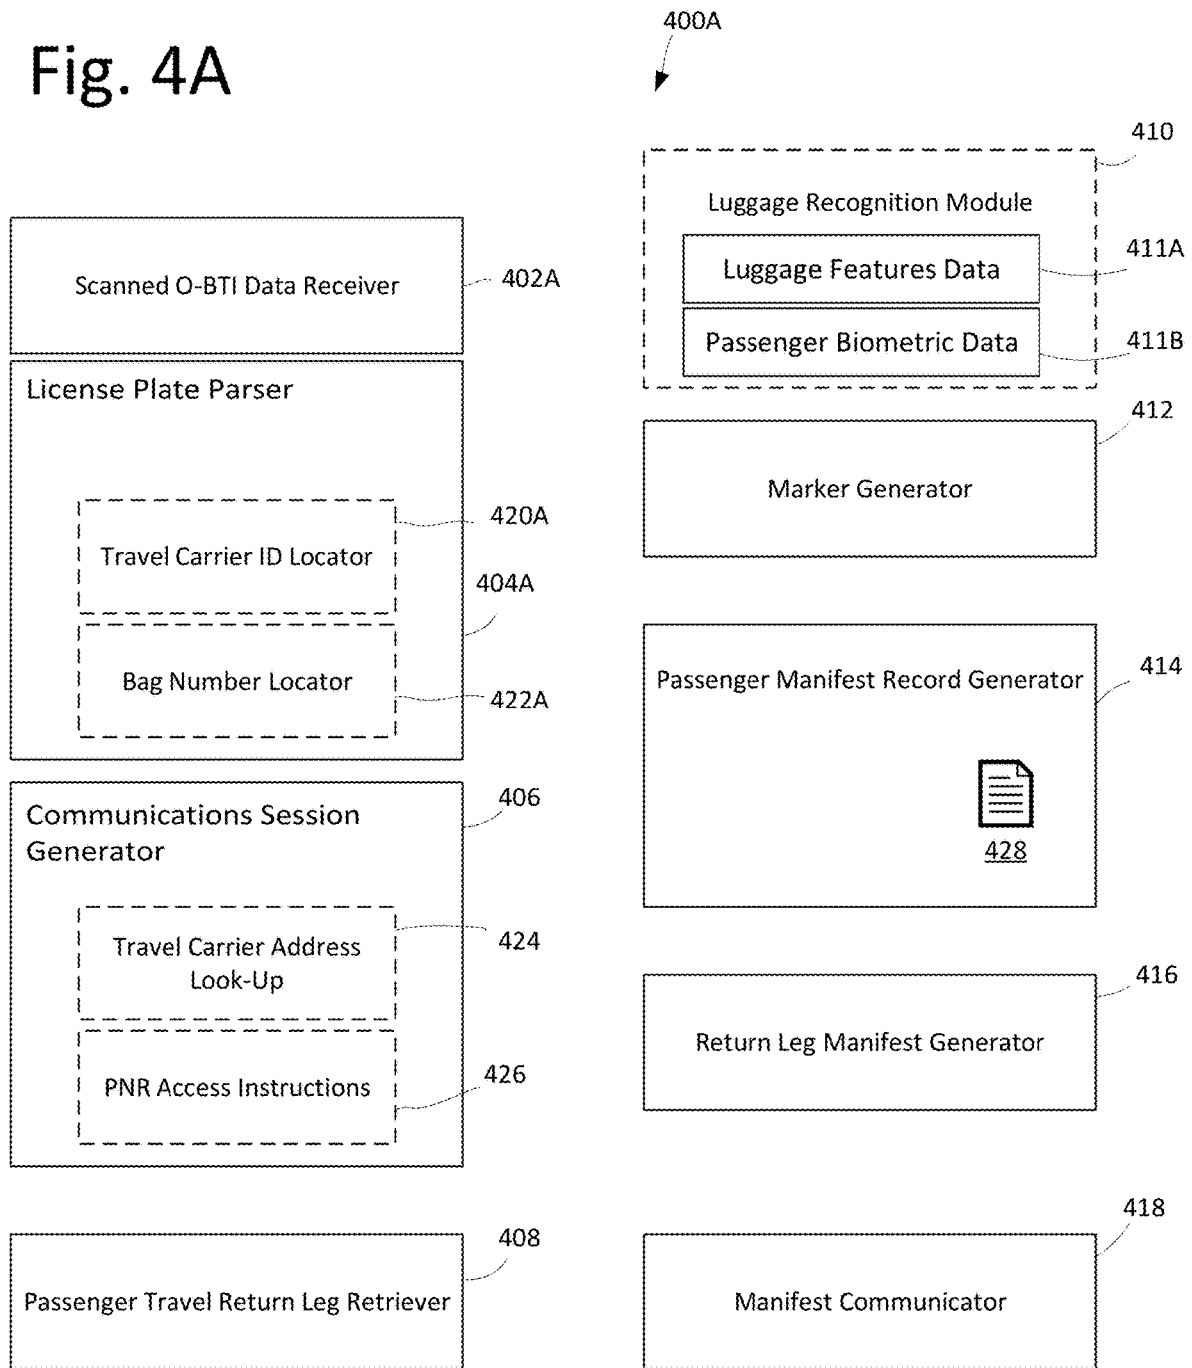 Fig. 4A
400A
Scanned O-BTI Data Receiver
402A
License Plate Parser
420A
Travel Carrier ID Locator
404A
Bag Number Locator
422A
406
Communications Session
Generator
424
Travel Carrier Address
Look-Up
PNR Access Instructions
426
408
Passenger Travel Return Leg Retriever
410
Luggage Recognition Module
411A
Luggage Features Data
Passenger Biometric Data
411B
412
Marker Generator
Passenger Manifest Record Generator
414
428
416
Return Leg Manifest Generator
418
Manifest Communicator